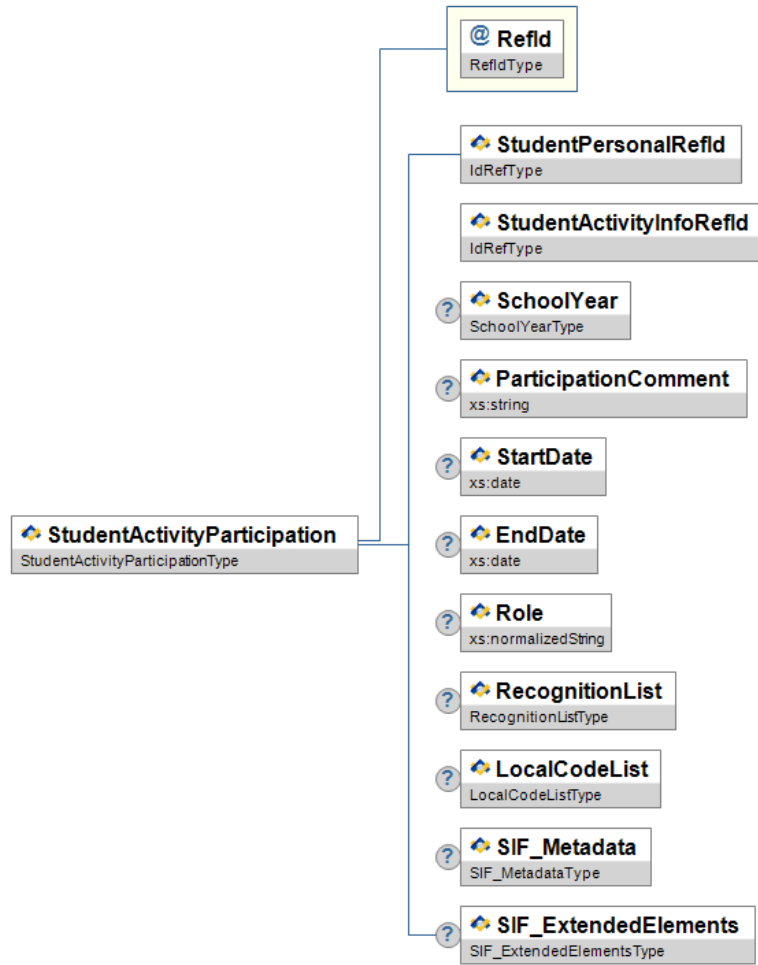 @ RefId
RefIdType
StudentPersonalRefId
IdRefType
StudentActivityInfoRefId
IdRefType
? SchoolYear
SchoolYearType
? ParticipationComment
xs:string
? StartDate
xs:date
StudentActivityParticipation
StudentActivityParticipationType
? EndDate
xs:date
? Role
xs:normalizedString
? RecognitionList
RecognitionListType
? LocalCodeList
LocalCodeListType
? SIF_Metadata
SIF_MetadataType
? SIF_ExtendedElements
SIF_ExtendedElementsType